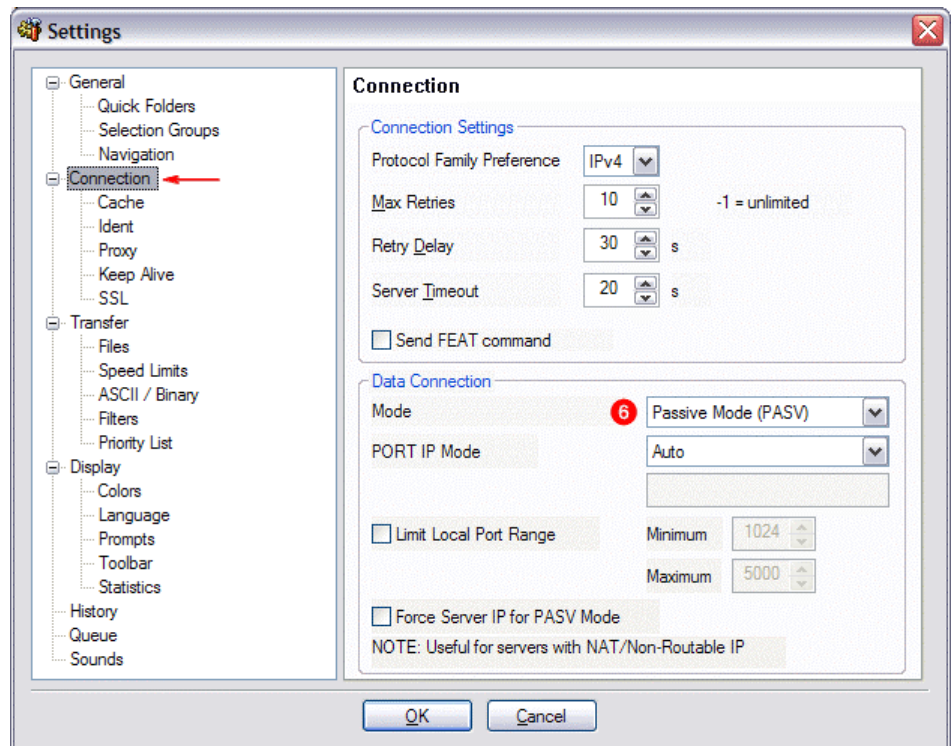 Settings
General
Quick Folders
Selection Groups
Navigation
Connection
Cache
Ident
Proxy
Keep Alive
SSL
Transfer
Files
Speed Limits
ASCII / Binary
Filters
Priority List
Display
Colors
Language
Prompts
Toolbar
Statistics
History
Queue
Sounds
Connection
Connection Settings
Protocol Family Preference IPv4
Max Retries 10 -1 = unlimited
Retry Delay 30 s
Server Timeout 20 s
Send FEAT command
Data Connection
Mode 6 Passive Mode (PASV)
PORT IP Mode Auto
Limit Local Port Range Minimum 1024
Maximum 5000
Force Server IP for PASV Mode
NOTE: Useful for servers with NAT/Non-Routable IP
OK Cancel